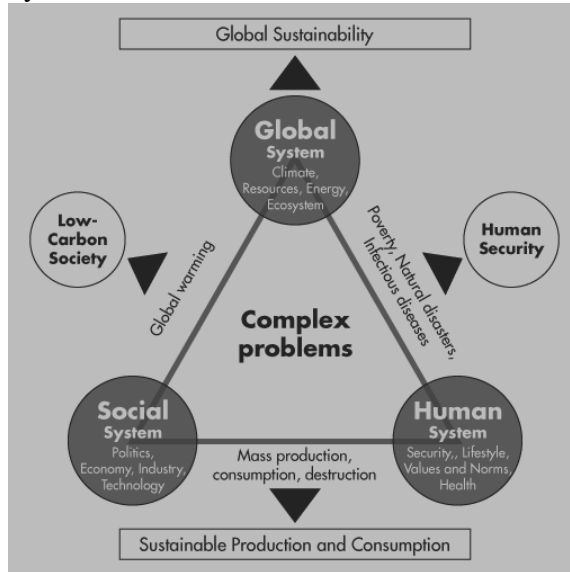 Global Sustainability
Global
System
Climate,
Resources, Energy,
Ecosystem
Low-
Carbon
Society
Human
Security
Global warming
Poverty, Natural disasters,
Infectious diseases
Complex
problems
Social
System
Politics,
Economy, Industry,
Technology
Mass production,
consumption, destruction
Human
System
Security,, Lifestyle,
Values and Norms,
Health
Sustainable Production and Consumption